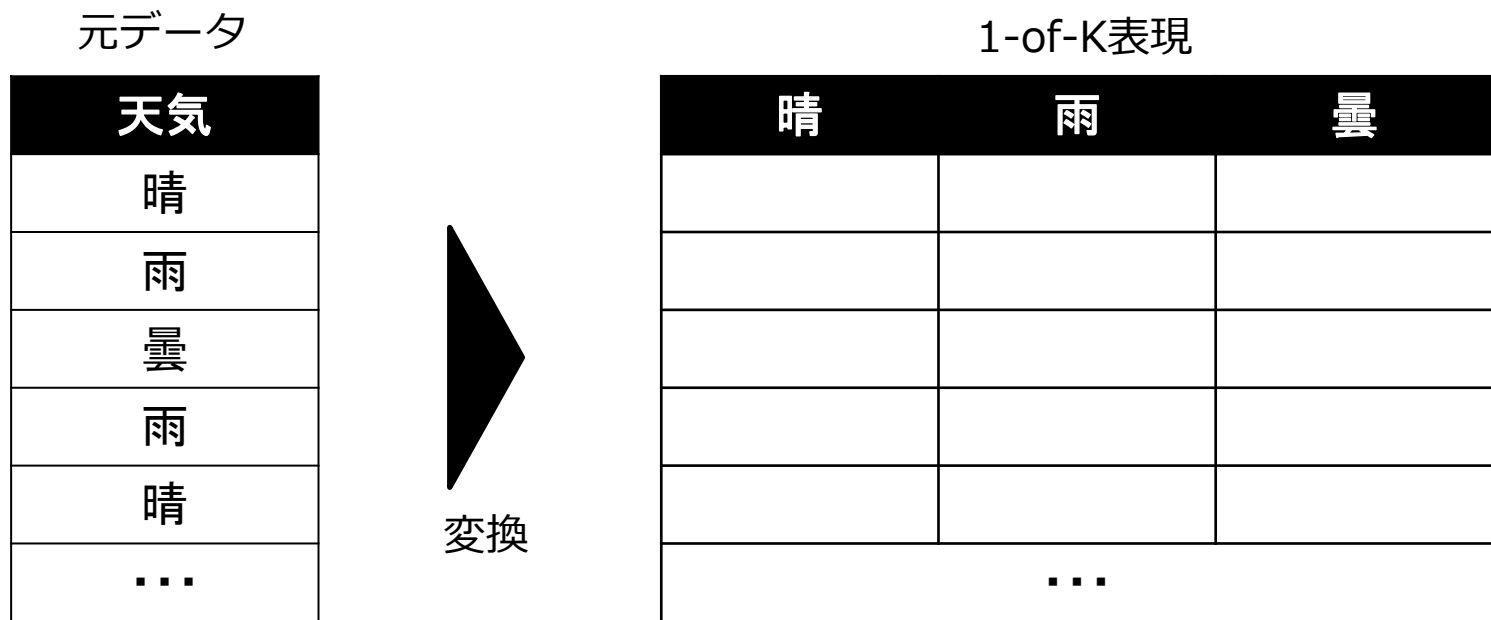 元データ
天気
晴
雨
曇
雨
晴
・・・
変換
1-of-K表現
晴 雨 曇
・・・